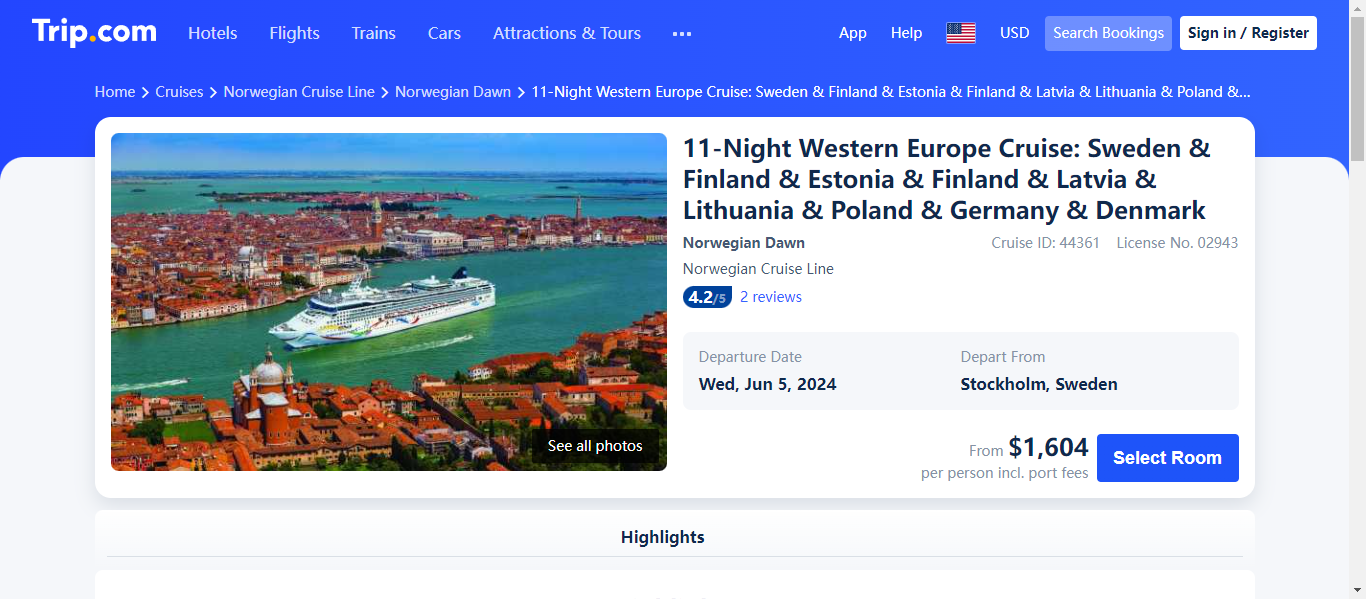 Trip.com Hotels Flights Trains Cars Attractions & Tours ••• App Help USD Search Bookings Sign in / Register
Home > Cruises > Norwegian Cruise Line > Norwegian Dawn > 11-Night Western Europe Cruise: Sweden & Finland & Estonia & Finland & Latvia & Lithuania & Poland &...
11-Night Western Europe Cruise: Sweden &
Finland & Estonia & Finland & Latvia &
Lithuania & Poland & Germany & Denmark
Norwegian Dawn Cruise ID: 44361 License No. 02943
Norwegian Cruise Line
4.2/5 2 reviews
Departure Date Depart From
Wed, Jun 5, 2024 Stockholm, Sweden
See all photos
From $1,604
per person incl. port fees
Select Room
Highlights